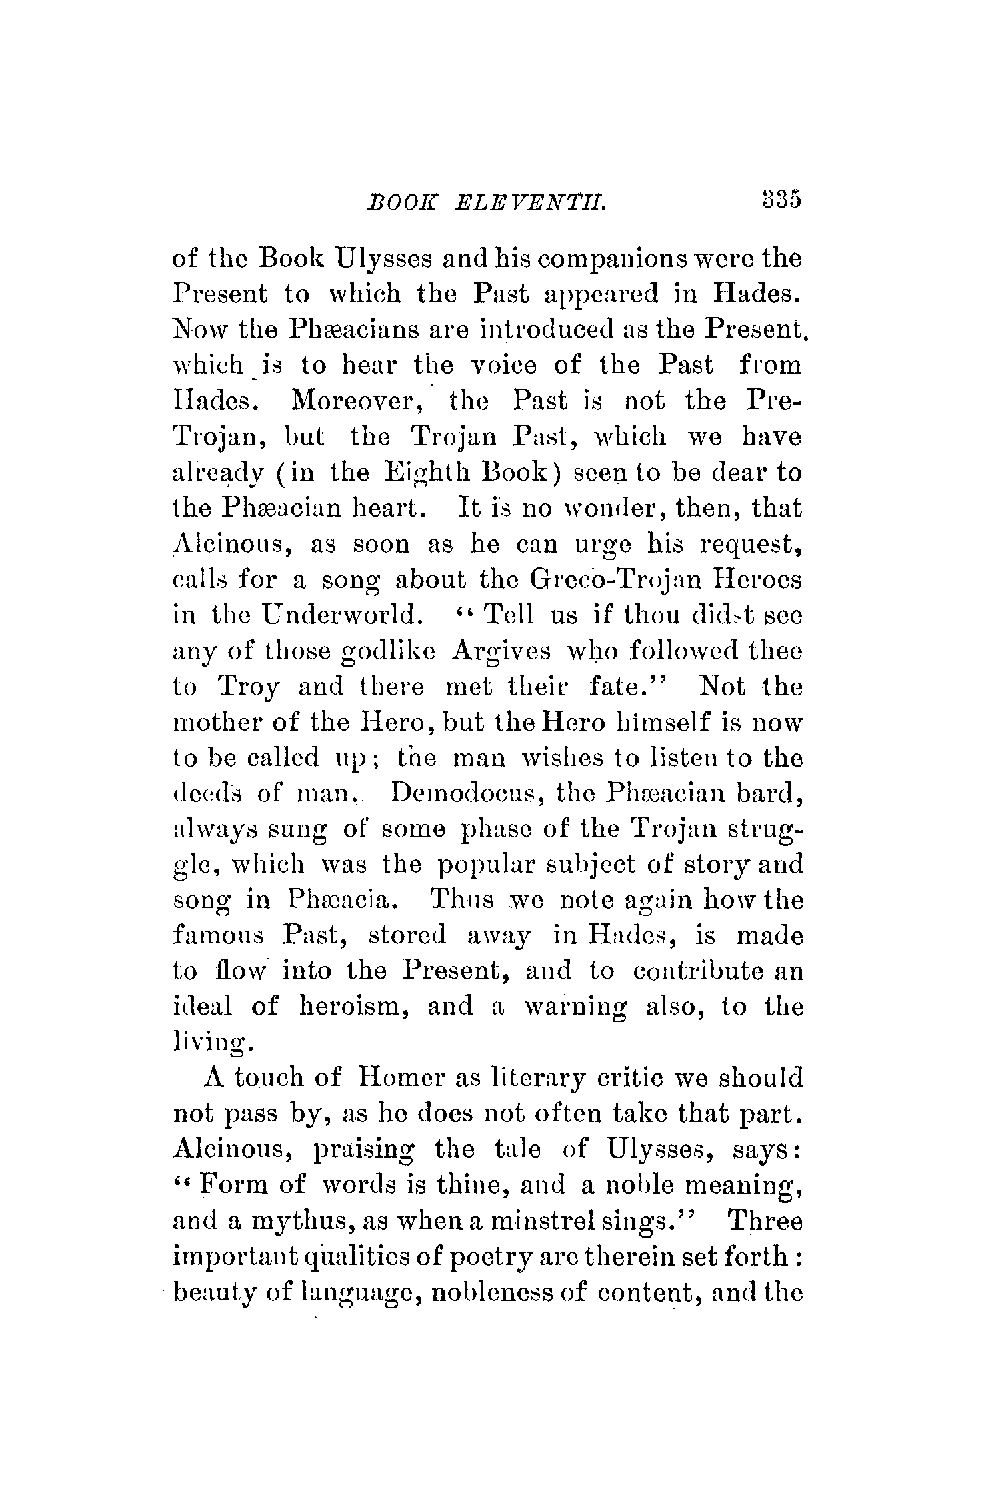 BOOK ELEVENTH. 335
of the Book Ulysses and his companions were the
Present to which the Past appeared in Hades.
Now the Phæacians are introduced as the Present,
which is to hear the voice of the Past from
Hades. Moreover, the Past is not the Pre-
Trojan, but the Trojan Past, which we have
already (in the Eighth Book) seen to be dear to
the Phæacian heart. It is no wonder, then, that
Alcinous, as soon as he can urge his request,
calls for a song about the Greco-Trojan Heroes
in the Underworld. “ Tell us if thou didst see
any of those godlike Argives who followed thee
to Troy and there met their fate.” Not the
mother of the Hero, but the Hero himself is now
to be called up; the man wishes to listen to the
deeds of man. Demodocus, the Phæacian bard,
always sung of some phase of the Trojan strug-
gle, which was the popular subject of story and
song in Phæacia. Thus we note again how the
famous Past, stored away in Hades, is made
to flow into the Present, and to contribute an
ideal of heroism, and a warning also, to the
living.
A touch of Homer as literary critic we should
not pass by, as he does not often take that part.
Alcinous, praising the tale of Ulysses, says:
“ Form of words is thine, and a noble meaning,
and a mythus, as when a minstrel sings.” Three
important qualities of poetry are therein set forth :
beauty of language, nobleness of content, and the